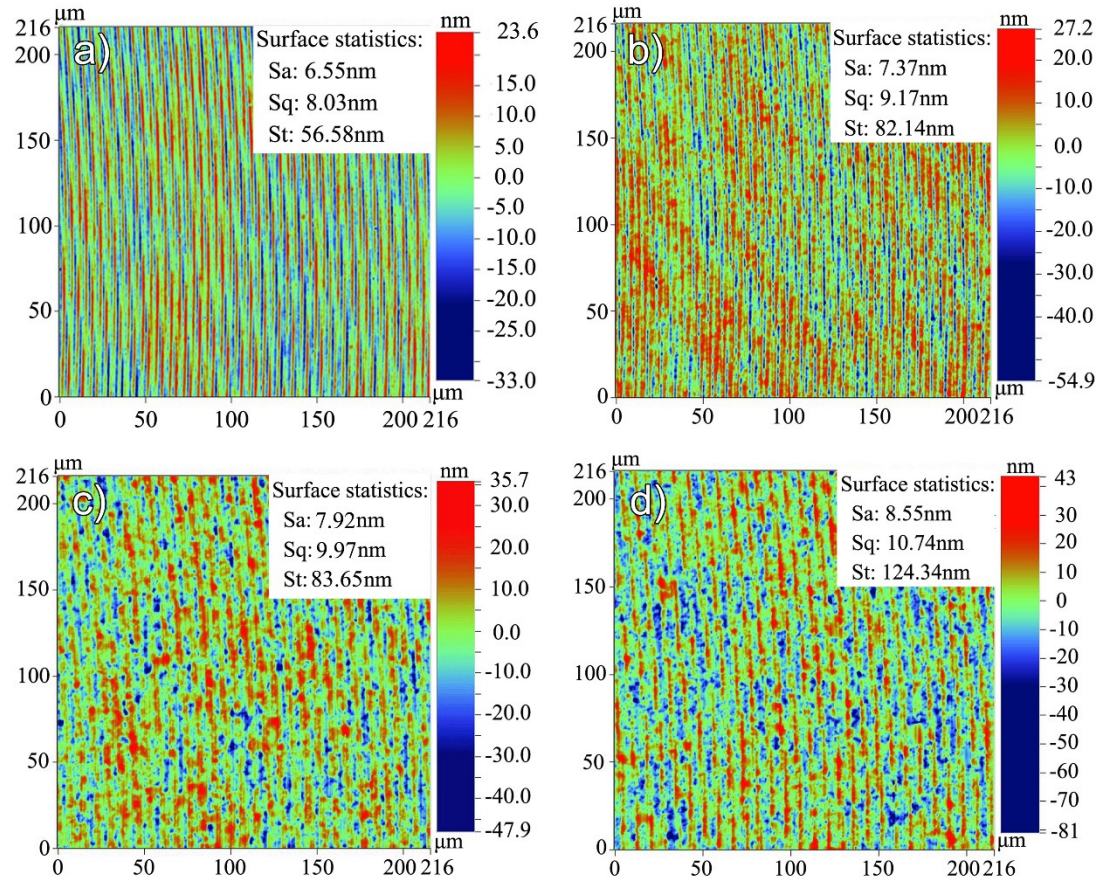 μm
216
200
150
100
50
0
0 50 100 150 200 216
a)
Surface statistics:
Sa: 6.55nm
Sq: 8.03nm
St: 56.58nm
nm
23.6
15.0
10.0
5.0
0.0
-5.0
-10.0
-15.0
-20.0
-25.0
-33.0
μm
μm
216
200
150
100
50
0
0 50 100 150 200 216
b)
Surface statistics:
Sa: 7.37nm
Sq: 9.17nm
St: 82.14nm
nm
27.2
20.0
10.0
0.0
-10.0
-20.0
-30.0
-40.0
-54.9
μm
μm
216
200
150
100
50
0
0 50 100 150 200 216
c)
Surface statistics:
Sa: 7.92nm
Sq: 9.97nm
St: 83.65nm
nm
35.7
20.0
10.0
0.0
-10.0
-20.0
-30.0
-40.0
-47.9
μm
μm
216
200
150
100
50
0
0 50 100 150 200 216
d)
Surface statistics:
Sa: 8.55nm
Sq: 10.74nm
St: 124.34nm
nm
43
30
20
10
0
-10
-20
-30
-50
-60
-70
-81
μm